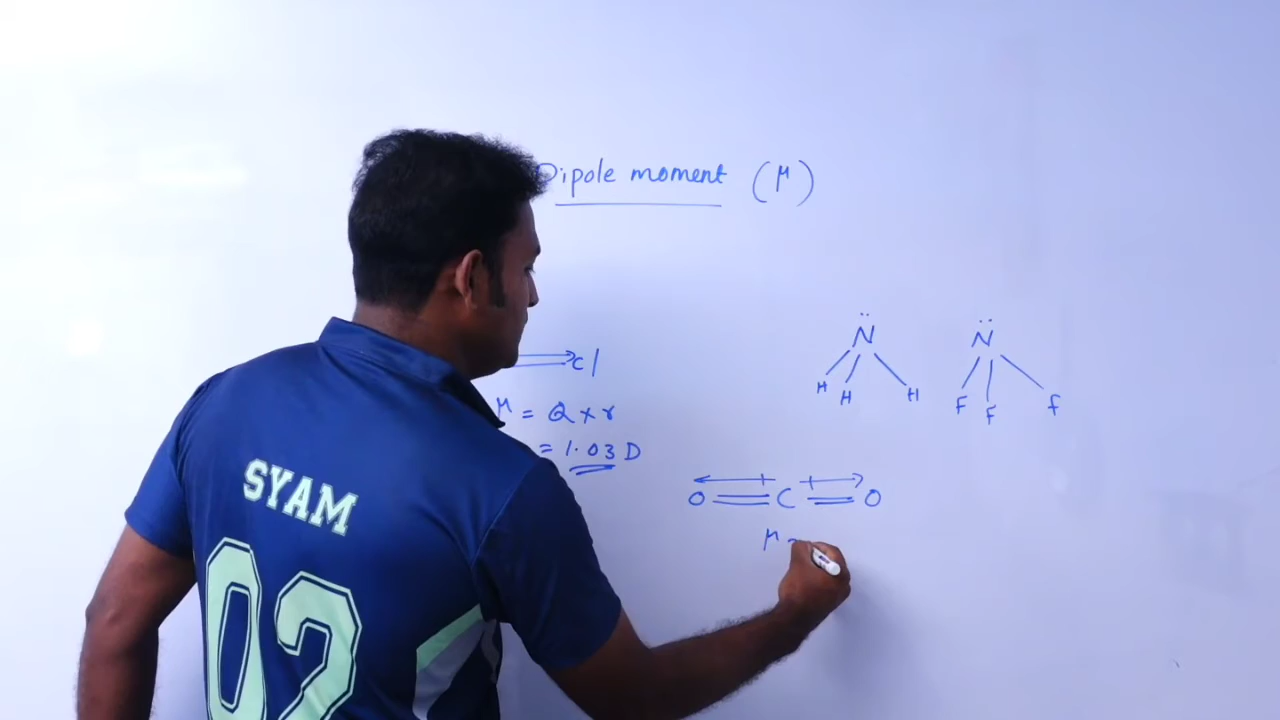 Dipole moment (μ)
Cl
μ = Q × r
= 1.03 D
N
H H H
N
F F F
O = C = O
μ =
SYAM
02